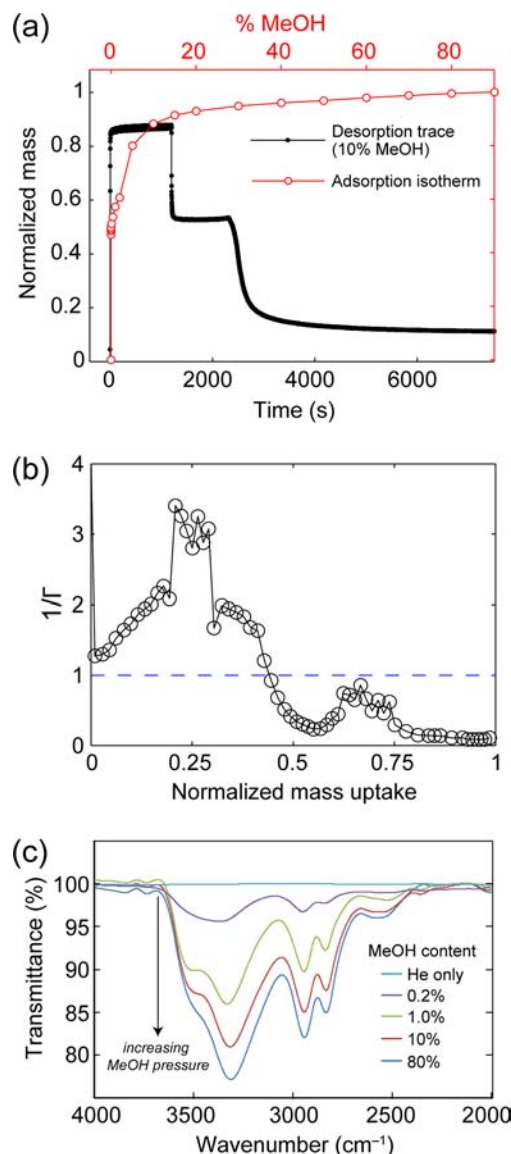 (a)
% MeOH
0 20 40 60 80
1
0.8
0.6
0.4
0.2
0
Normalized mass
Desorption trace
(10% MeOH)
Adsorption isotherm
0 2000 4000 6000
Time (s)
(b)
4
3
2
1
0
1/Γ
0 0.25 0.5 0.75 1
Normalized mass uptake
(c)
100
95
90
85
80
Transmittance (%)
MeOH content
He only
0.2%
1.0%
10%
80%
increasing
MeOH pressure
4000 3500 3000 2500 2000
Wavenumber (cm⁻¹)